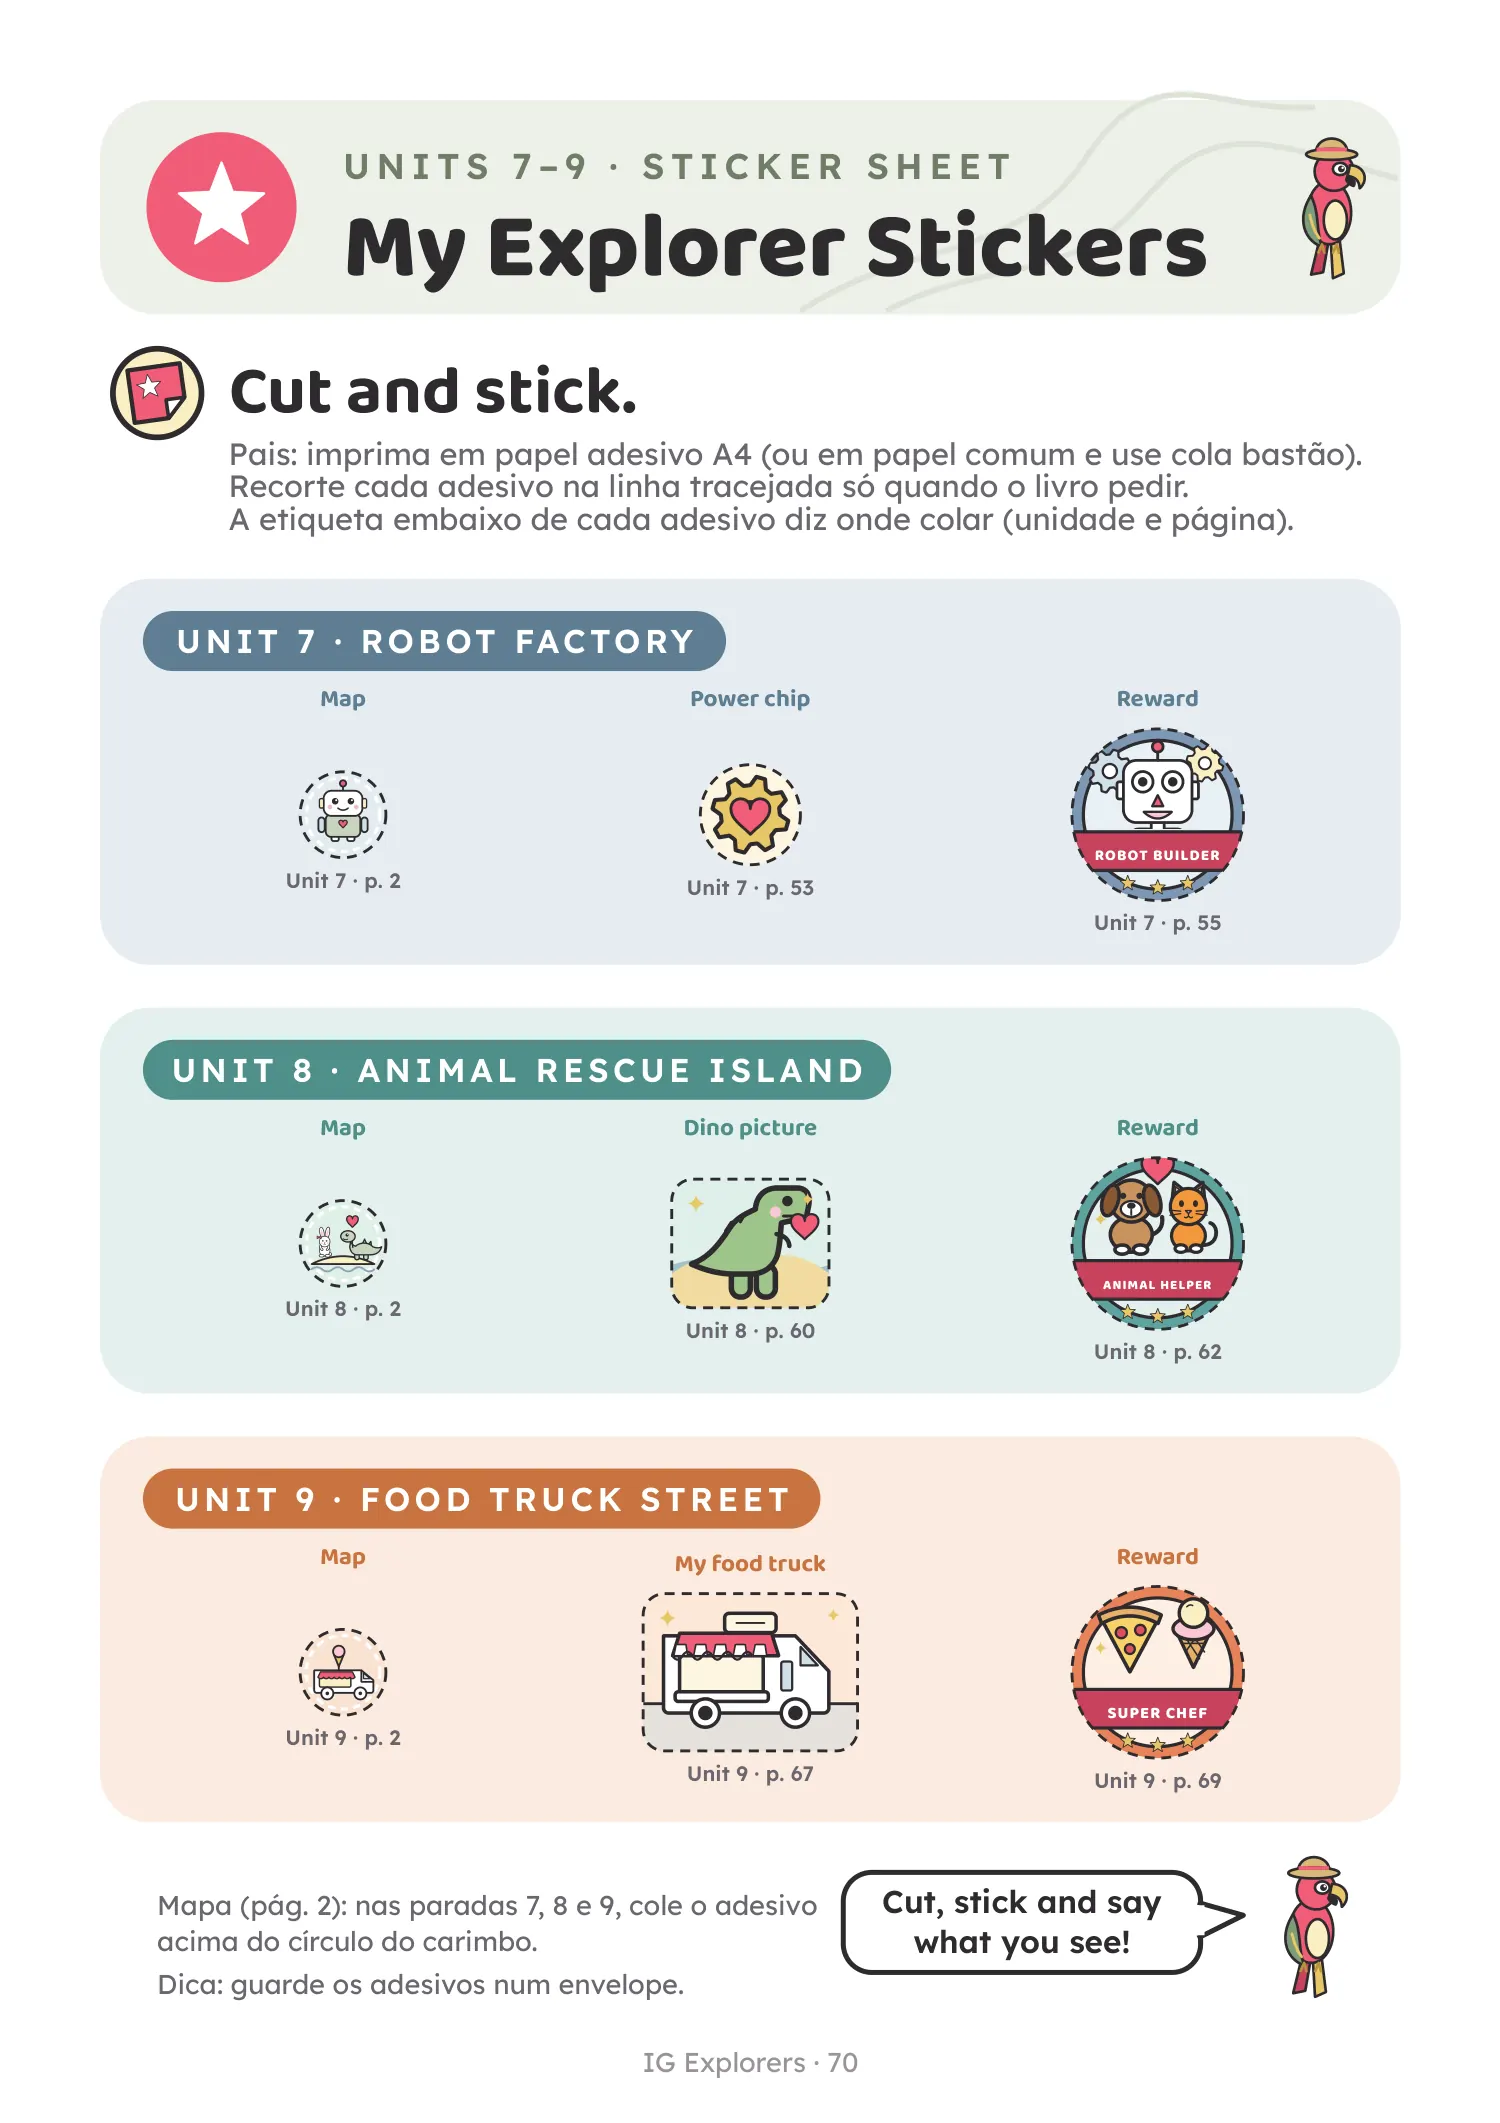 UNITS 7–9 · STICKER SHEET
My Explorer Stickers
Cut and stick.
Pais: imprima em papel adesivo A4 (ou em papel comum e use cola bastão).
Recorte cada adesivo na linha tracejada só quando o livro pedir.
A etiqueta embaixo de cada adesivo diz onde colar (unidade e página).
UNIT 7 · ROBOT FACTORY
Map
Power chip
Reward
ROBOT BUILDER
Unit 7 · p. 2
Unit 7 · p. 53
Unit 7 · p. 55
UNIT 8 · ANIMAL RESCUE ISLAND
Map
Dino picture
Reward
ANIMAL HELPER
Unit 8 · p. 2
Unit 8 · p. 60
Unit 8 · p. 62
UNIT 9 · FOOD TRUCK STREET
Map
My food truck
Reward
SUPER CHEF
Unit 9 · p. 2
Unit 9 · p. 67
Unit 9 · p. 69
Mapa (pág. 2): nas paradas 7, 8 e 9, cole o adesivo
acima do círculo do carimbo.
Dica: guarde os adesivos num envelope.
Cut, stick and say
what you see!
IG Explorers · 70